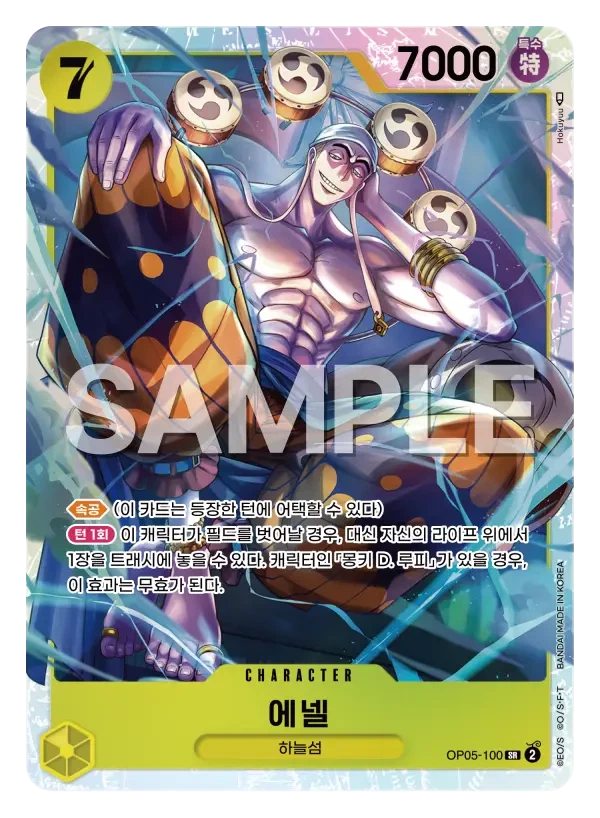 7
7000
특수
特
Hokuyuu
SAMPLE
속공 (이 카드는 등장한 턴에 어택할 수 있다)
턴 1회 이 캐릭터가 필드를 벗어날 경우, 대신 자신의 라이프 위에서
1장을 트래시에 놓을 수 있다. 캐릭터인 「몽키 D. 루피」가 있을 경우,
이 효과는 무효가 된다.
CHARACTER
에넬
하늘섬
OP05-100 SR 2
©EO/S ©O/S·F·T BANDAI MADE IN KOREA